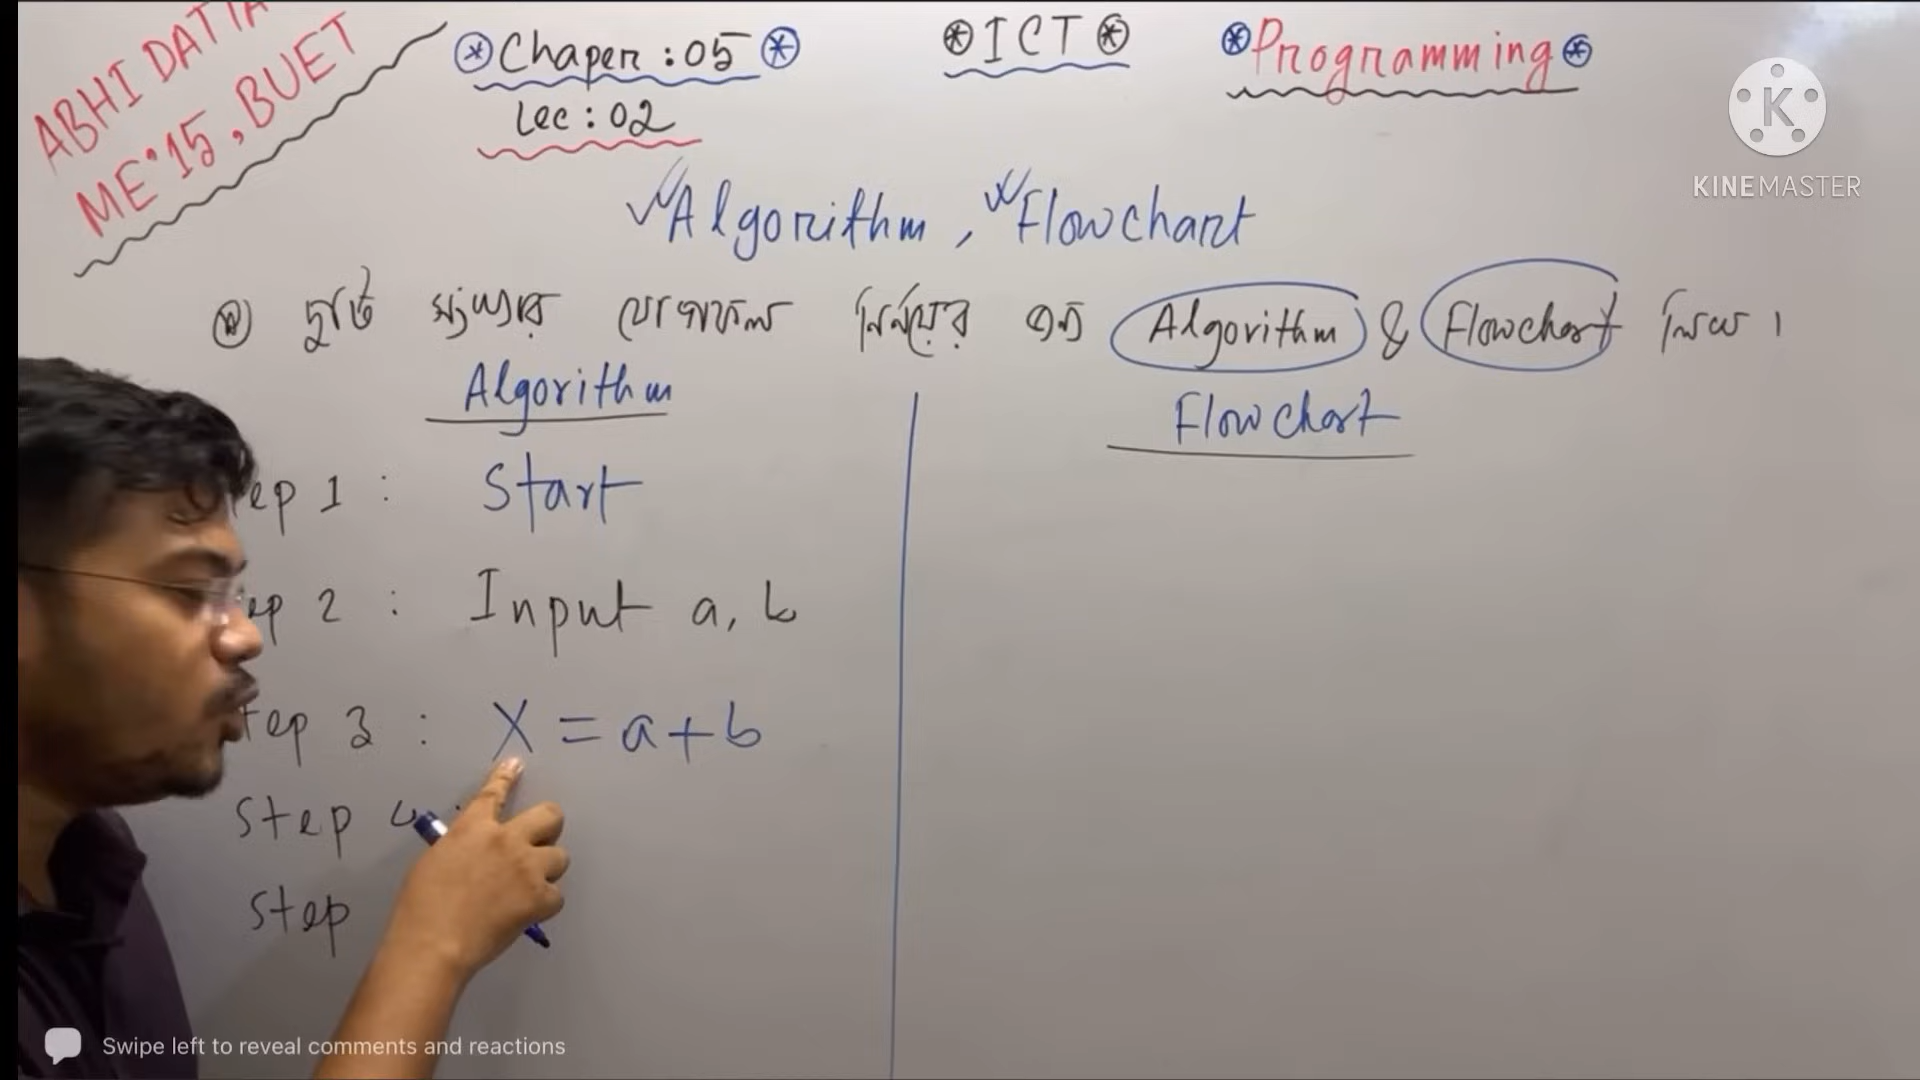 ABHI DATTA
ME'15, BUET
Chaper : 05
Lec : 02
ICT
Programming
KINEMASTER
Algorithm, Flowchart
দুটি সংখ্যার যোগফল নির্ণয়ের জন্য Algorithm & Flowchart লিখো।
Algorithm
Flowchart
ep 1 : Start
ep 2 : Input a, b
tep 3 : X = a+b
Step 4
Step
Swipe left to reveal comments and reactions